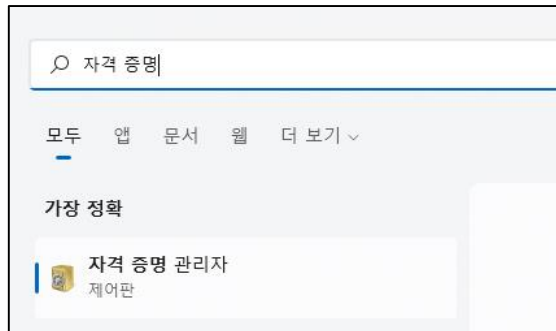 자격 증명
모두 앱 문서 웹 더 보기
가장 정확
자격 증명 관리자
제어판